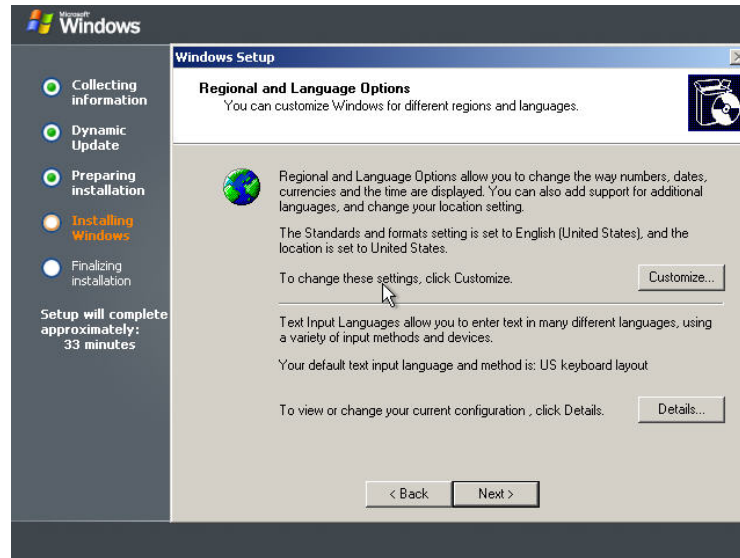 Microsoft
Windows
Collecting
information
Dynamic
Update
Preparing
installation
Installing
Windows
Finalizing
installation
Setup will complete
approximately:
33 minutes
Windows Setup
Regional and Language Options
You can customize Windows for different regions and languages.
Regional and Language Options allow you to change the way numbers, dates,
currencies and the time are displayed. You can also add support for additional
languages, and change your location setting.
The Standards and formats setting is set to English (United States), and the
location is set to United States.
To change these settings, click Customize.
Customize...
Text Input Languages allow you to enter text in many different languages, using
a variety of input methods and devices.
Your default text input language and method is: US keyboard layout
To view or change your current configuration , click Details.
Details...
< Back
Next >